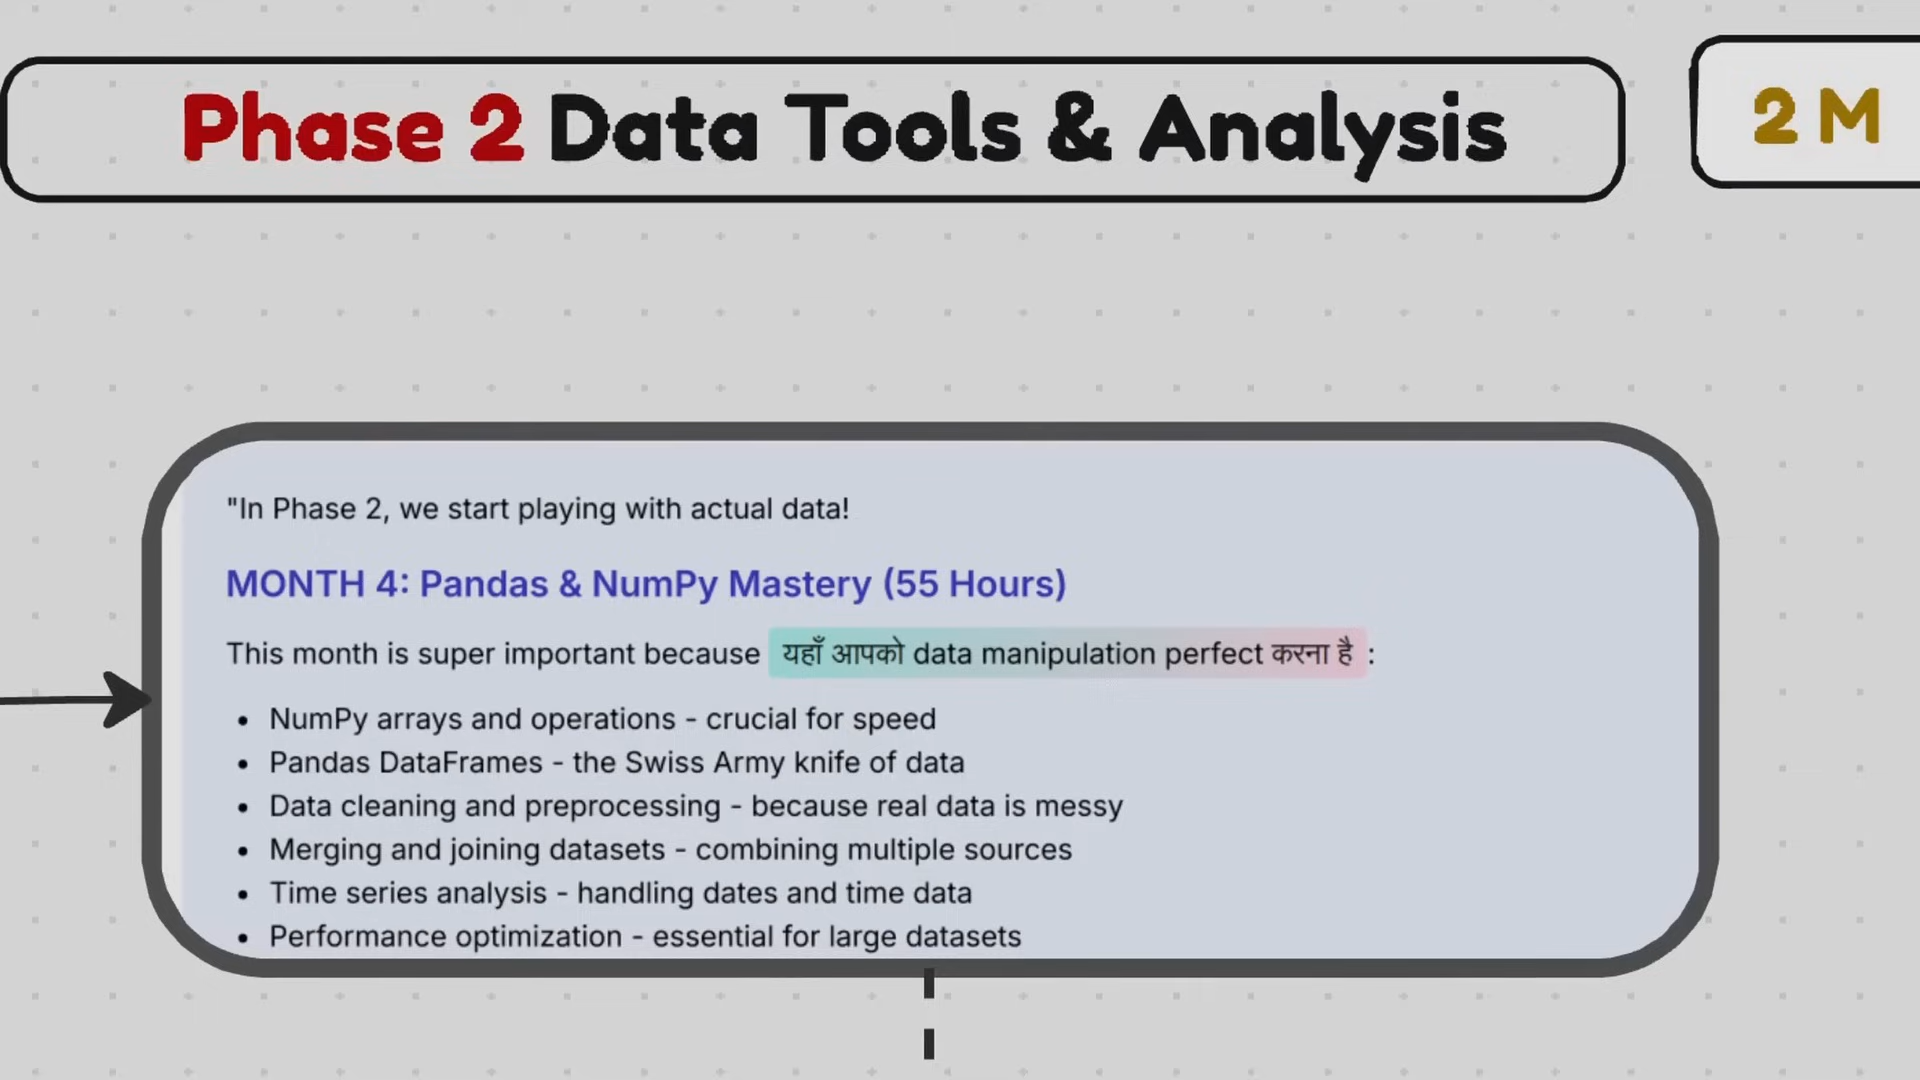 Phase 2 Data Tools & Analysis
2 M
"In Phase 2, we start playing with actual data!
MONTH 4: Pandas & NumPy Mastery (55 Hours)
This month is super important because यहाँ आपको data manipulation perfect करना है :
• NumPy arrays and operations - crucial for speed
• Pandas DataFrames - the Swiss Army knife of data
• Data cleaning and preprocessing - because real data is messy
• Merging and joining datasets - combining multiple sources
• Time series analysis - handling dates and time data
• Performance optimization - essential for large datasets